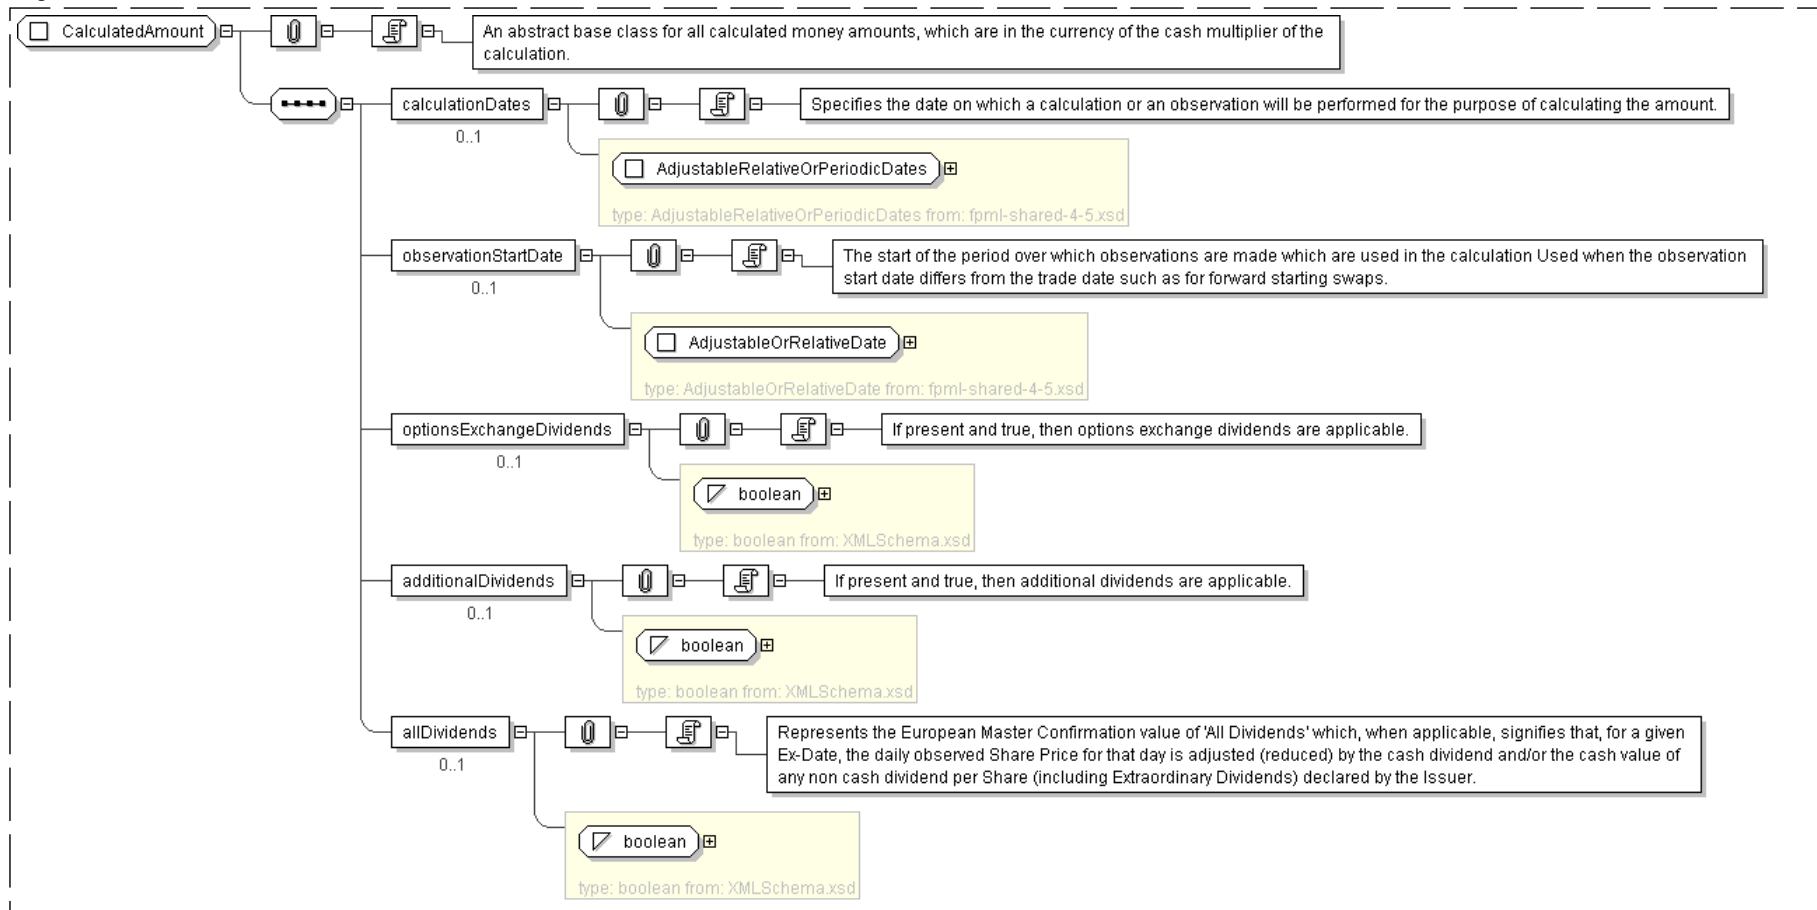 CalculatedAmount
An abstract base class for all calculated money amounts, which are in the currency of the cash multiplier of the
calculation.
calculationDates
Specifies the date on which a calculation or an observation will be performed for the purpose of calculating the amount.
0..1
AdjustableRelativeOrPeriodicDates
type: AdjustableRelativeOrPeriodicDates from: fpml-shared-4-5.xsd
observationStartDate
The start of the period over which observations are made which are used in the calculation Used when the observation
start date differs from the trade date such as for forward starting swaps.
0..1
AdjustableOrRelativeDate
type: AdjustableOrRelativeDate from: fpml-shared-4-5.xsd
optionsExchangeDividends
If present and true, then options exchange dividends are applicable.
0..1
boolean
type: boolean from: XMLSchema.xsd
additionalDividends
If present and true, then additional dividends are applicable.
0..1
boolean
type: boolean from: XMLSchema.xsd
allDividends
Represents the European Master Confirmation value of 'All Dividends' which, when applicable, signifies that, for a given
Ex-Date, the daily observed Share Price for that day is adjusted (reduced) by the cash dividend and/or the cash value of
any non cash dividend per Share (including Extraordinary Dividends) declared by the Issuer.
0..1
boolean
type: boolean from: XMLSchema.xsd